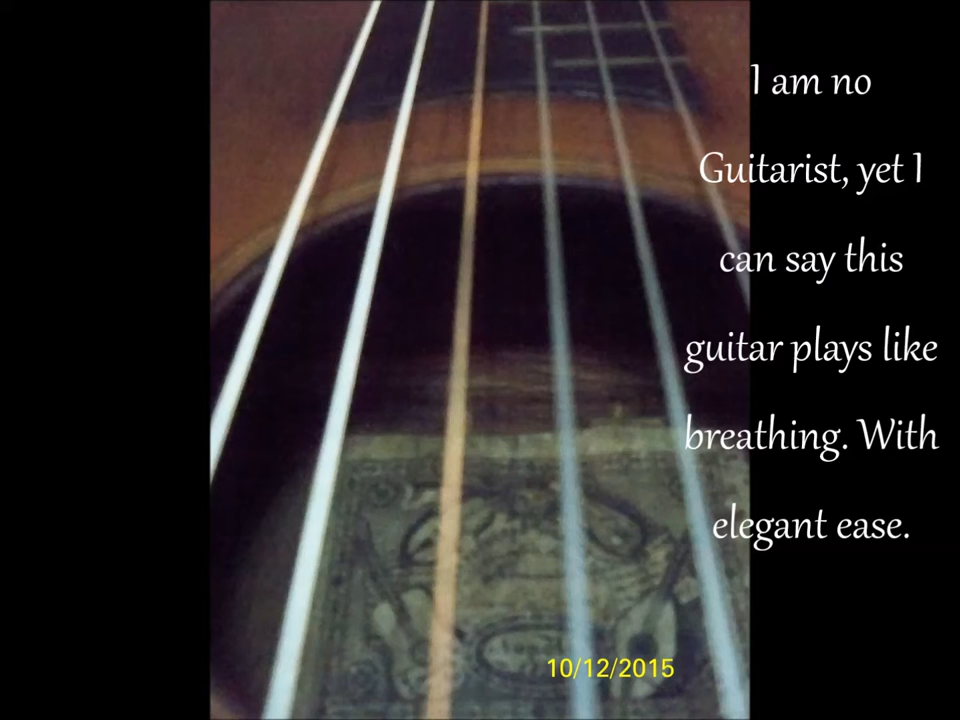 I am no
Guitarist, yet I
can say this
guitar plays like
breathing. With
elegant ease.
10/12/2015